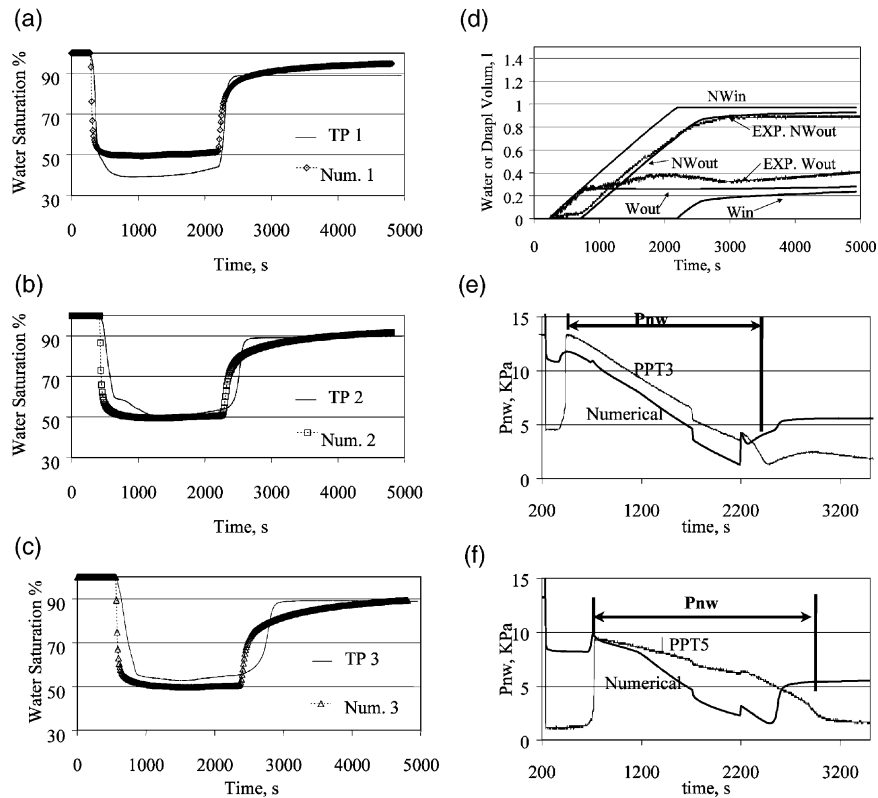 (a)
Water Saturation %
90
70
50
30
TP 1
Num. 1
0 1000 2000 3000 4000 5000
Time, s
(b)
Water Saturation %
90
70
50
30
TP 2
Num. 2
0 1000 2000 3000 4000 5000
Time, s
(c)
Water Saturation %
90
70
50
30
TP 3
Num. 3
0 1000 2000 3000 4000 5000
Time, s
(d)
Water or Dnapl Volum, l
1.4
1.2
1
0.8
0.6
0.4
0.2
0
NWin
EXP. NWout
NWout
EXP. Wout
Wout
Win
0 1000 2000 3000 4000 5000
Time, s
(e)
Pnw, KPa
15
10
5
0
Pnw
PPT3
Numerical
200 1200 2200 3200
time, s
(f)
Pnw, KPa
15
10
5
0
Pnw
PPT5
Numerical
200 1200 2200 3200
time, s